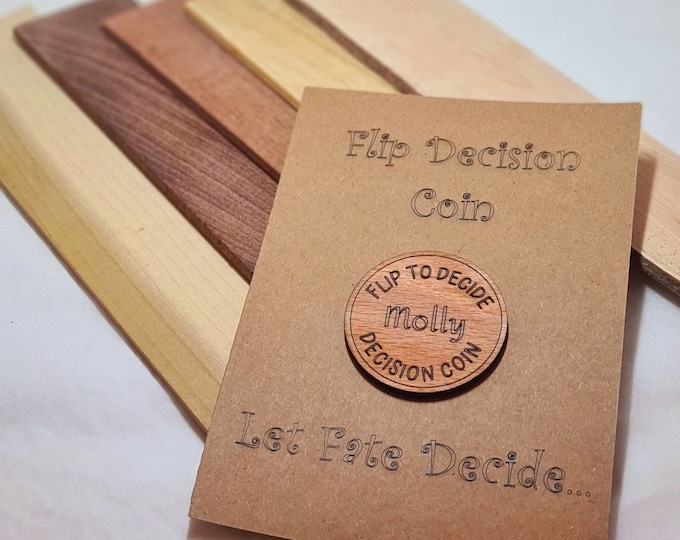 Flip Decision
Coin
FLIP TO DECIDE
Molly
DECISION COIN
Let Fate Decide...